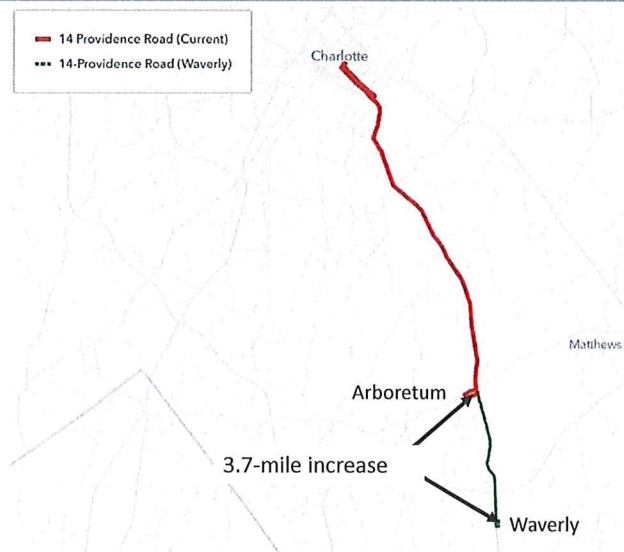 14 Providence Road (Current)
14-Providence Road (Waverly)
Charlotte
Matthews
Arboretum
3.7-mile increase
Waverly